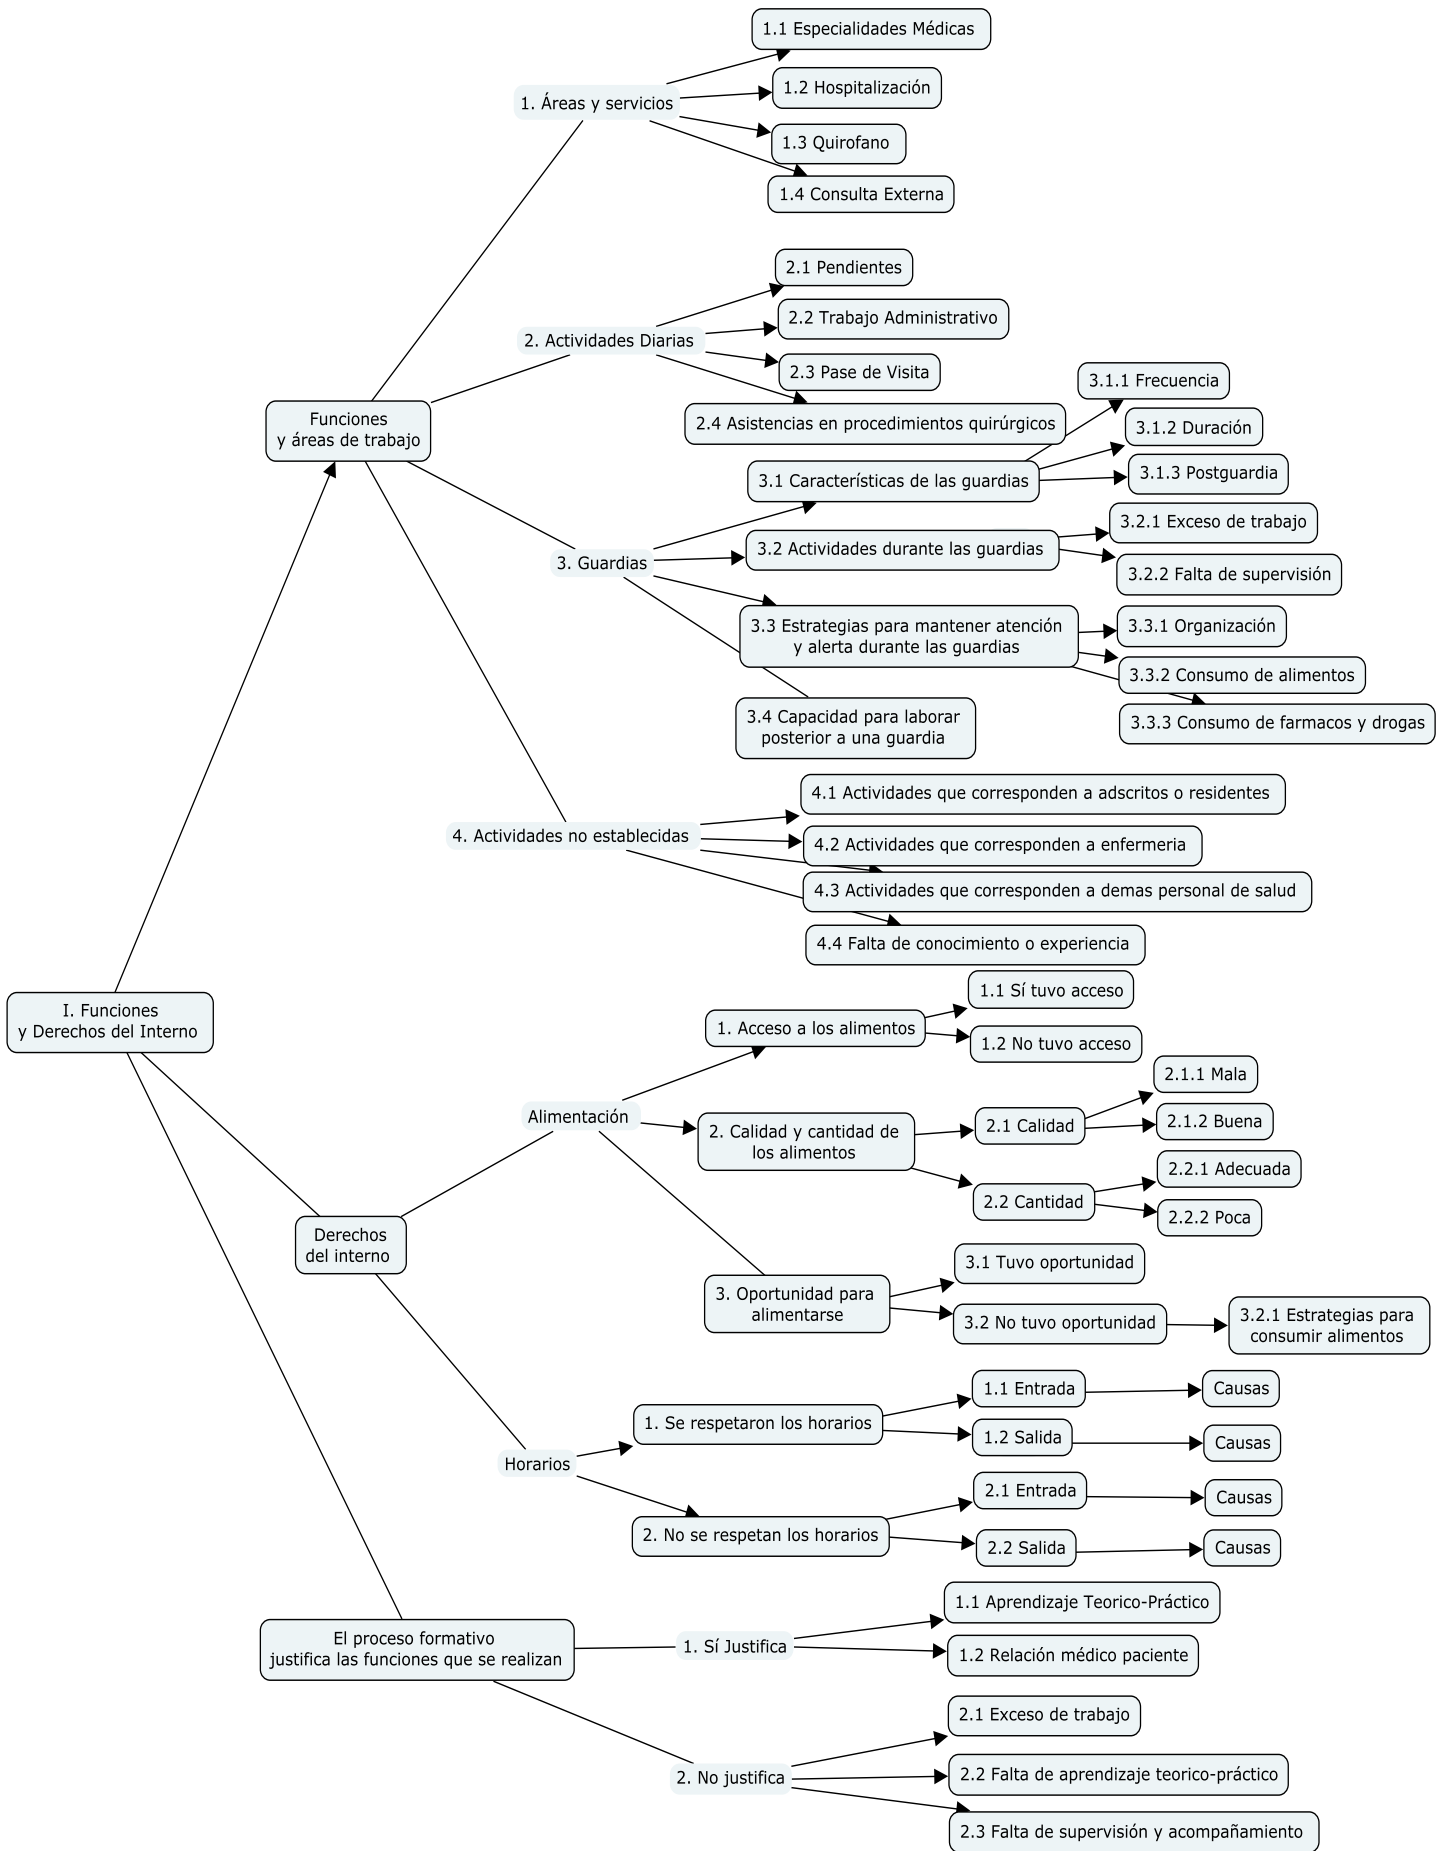 I. Funciones
y Derechos del Interno
Funciones
y áreas de trabajo
1. Áreas y servicios
1.1 Especialidades Médicas
1.2 Hospitalización
1.3 Quirofano
1.4 Consulta Externa
2. Actividades Diarias
2.1 Pendientes
2.2 Trabajo Administrativo
2.3 Pase de Visita
2.4 Asistencias en procedimientos quirúrgicos
3. Guardias
3.1 Características de las guardias
3.1.1 Frecuencia
3.1.2 Duración
3.1.3 Postguardia
3.2 Actividades durante las guardias
3.2.1 Exceso de trabajo
3.2.2 Falta de supervisión
3.3 Estrategias para mantener atención
y alerta durante las guardias
3.3.1 Organización
3.3.2 Consumo de alimentos
3.3.3 Consumo de farmacos y drogas
3.4 Capacidad para laborar
posterior a una guardia
4. Actividades no establecidas
4.1 Actividades que corresponden a adscritos o residentes
4.2 Actividades que corresponden a enfermeria
4.3 Actividades que corresponden a demas personal de salud
4.4 Falta de conocimiento o experiencia
Derechos
del interno
Alimentación
1. Acceso a los alimentos
1.1 Sí tuvo acceso
1.2 No tuvo acceso
2. Calidad y cantidad de
los alimentos
2.1 Calidad
2.1.1 Mala
2.1.2 Buena
2.2 Cantidad
2.2.1 Adecuada
2.2.2 Poca
3. Oportunidad para
alimentarse
3.1 Tuvo oportunidad
3.2 No tuvo oportunidad
3.2.1 Estrategias para
consumir alimentos
Horarios
1. Se respetaron los horarios
1.1 Entrada
Causas
1.2 Salida
Causas
2. No se respetan los horarios
2.1 Entrada
Causas
2.2 Salida
Causas
El proceso formativo
justifica las funciones que se realizan
1. Sí Justifica
1.1 Aprendizaje Teorico-Práctico
1.2 Relación médico paciente
2. No justifica
2.1 Exceso de trabajo
2.2 Falta de aprendizaje teorico-práctico
2.3 Falta de supervisión y acompañamiento